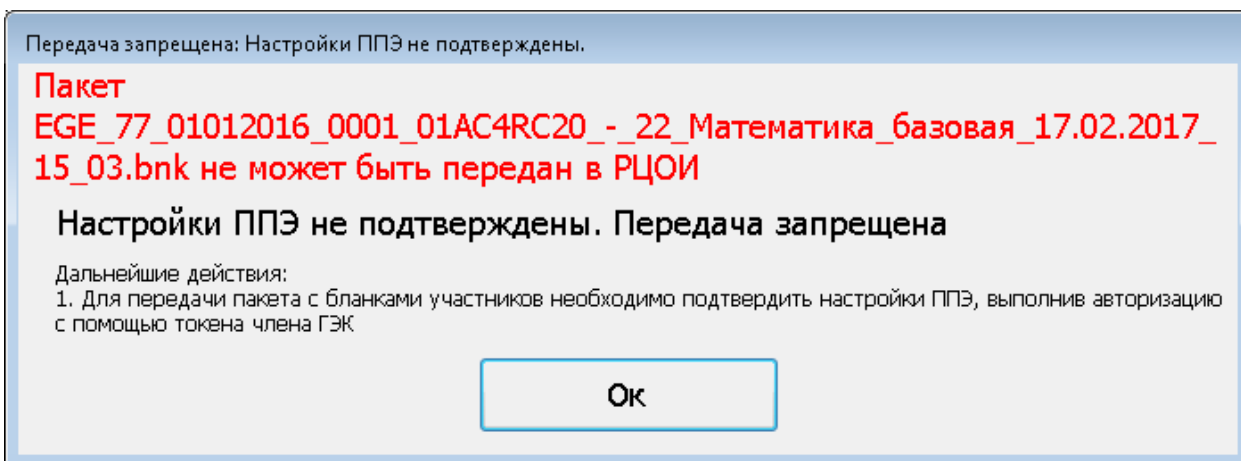 Передача запрещена: Настройки ППЭ не подтверждены.
Пакет
EGE_77_01012016_0001_01AC4RC20_-_22_Математика_базовая_17.02.2017_
15_03.bnk не может быть передан в РЦОИ
Настройки ППЭ не подтверждены. Передача запрещена
Дальнейшие действия:
1. Для передачи пакета с бланками участников необходимо подтвердить настройки ППЭ, выполнив авторизацию
с помощью токена члена ГЭК
Ок